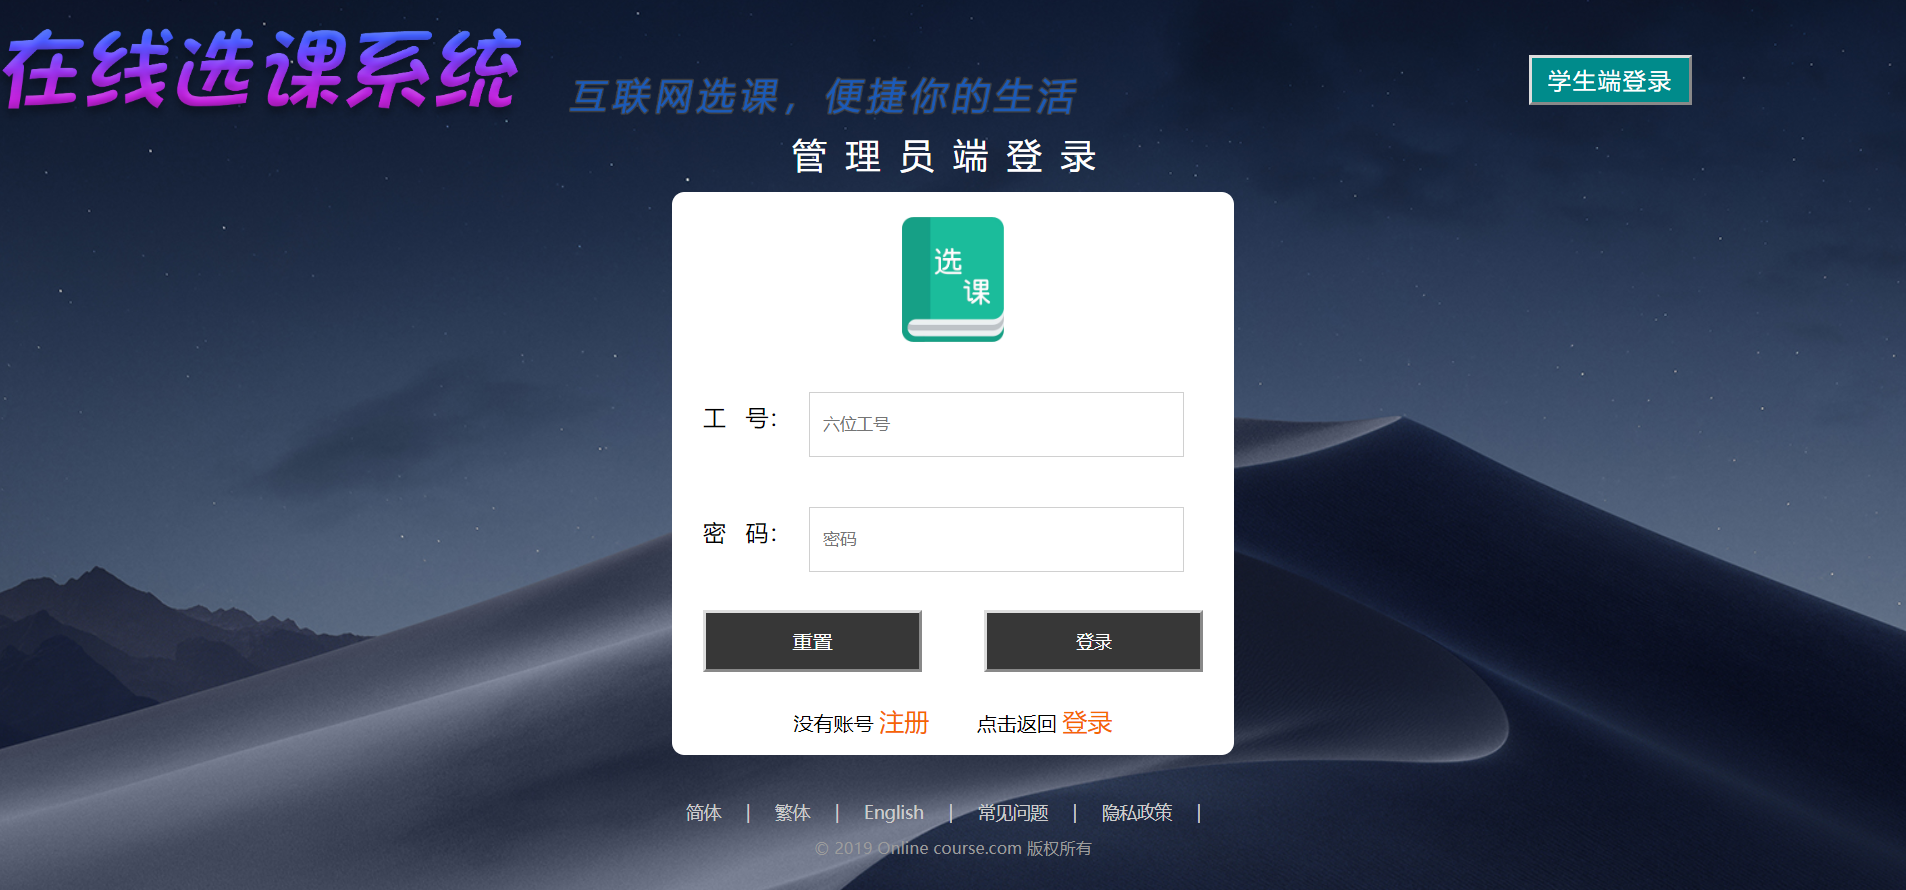 在线选课系统
互联网选课，便捷你的生活
学生端登录
管理员端登录
选
课
工 号：
六位工号
密 码：
密码
重置 登录
没有账号 注册 点击返回 登录
简体 | 繁体 | English | 常见问题 | 隐私政策 |
© 2019 Online course.com 版权所有